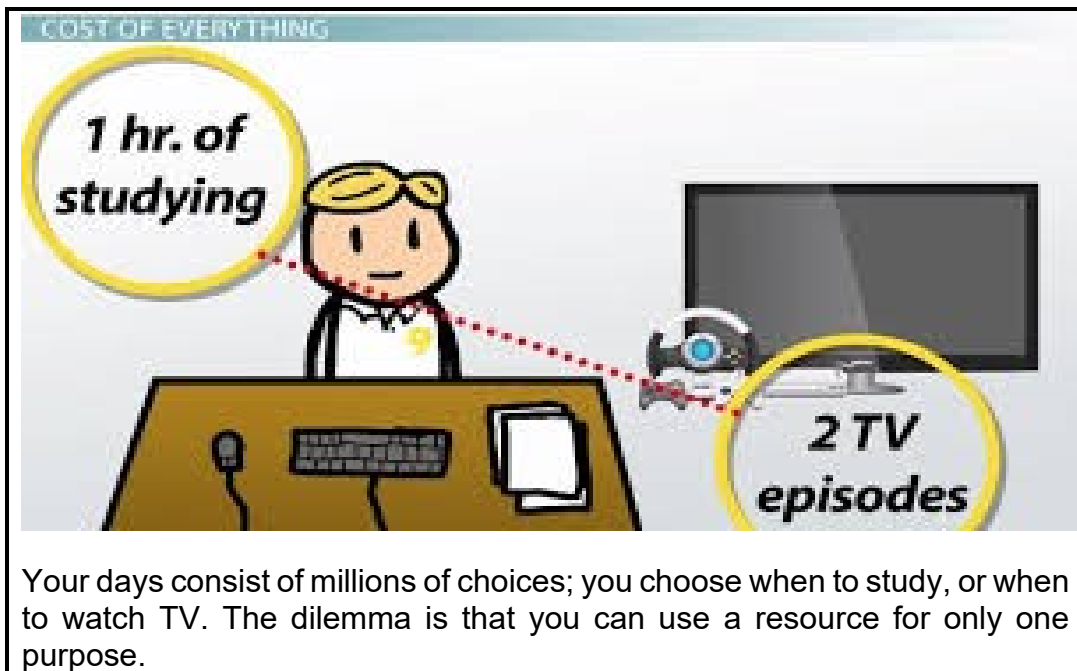 COST OF EVERYTHING
1 hr. of
studying
2 TV
episodes
Your days consist of millions of choices; you choose when to study, or when
to watch TV. The dilemma is that you can use a resource for only one
purpose.